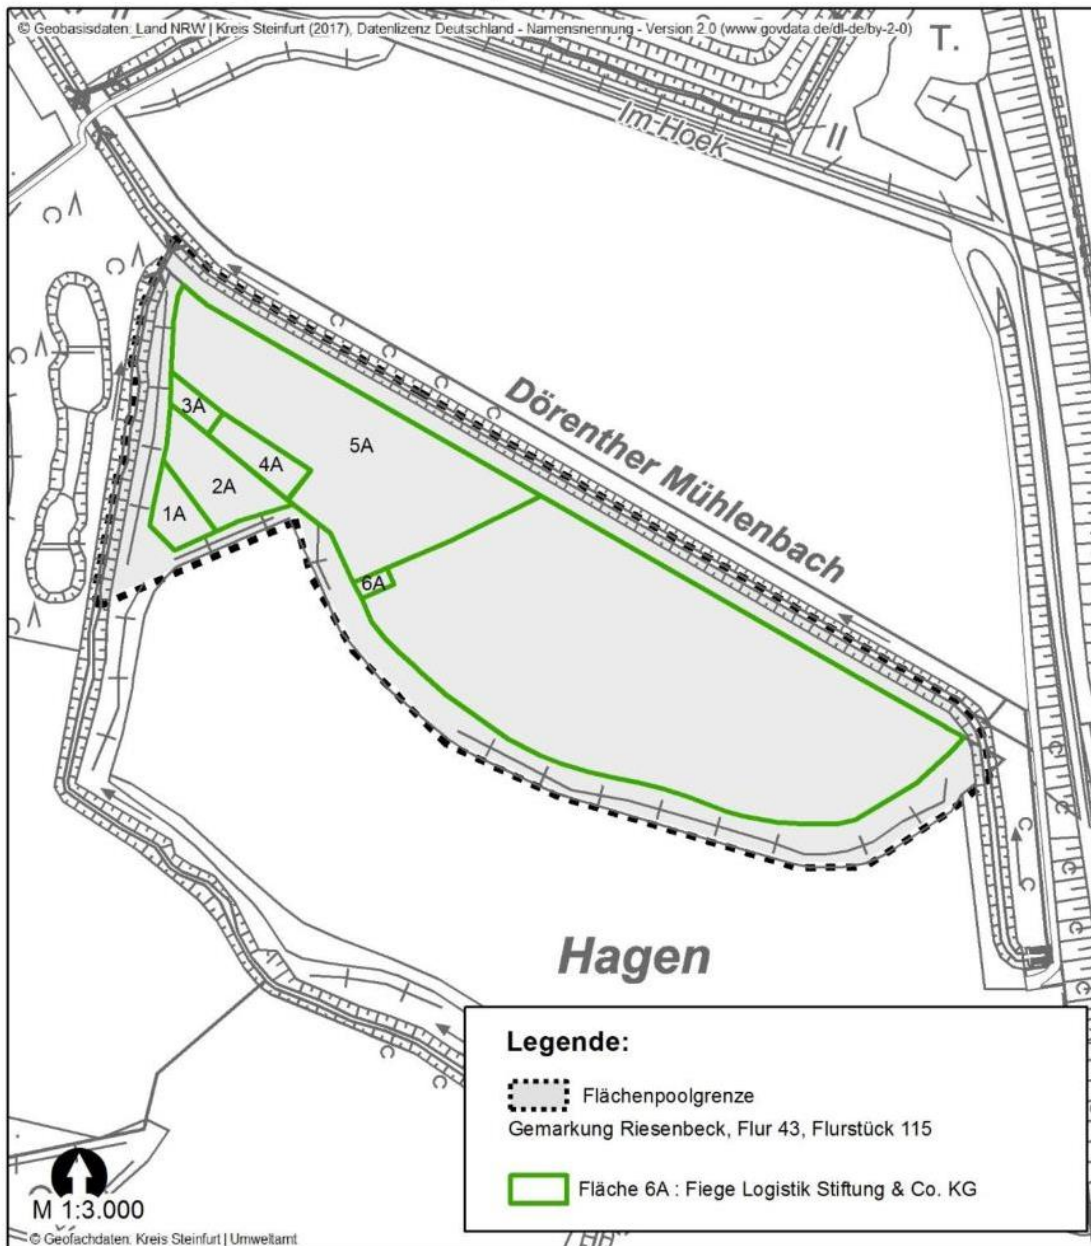 © Geobasisdaten: Land NRW | Kreis Steinfurt (2017), Datenlizenz Deutschland - Namensnennung - Version 2.0 (www.govdata.de/dl-de/by-2-0)
T.
Im-Hoek
II
Dörenther Mühlenbach
3A
5A
4A
2A
1A
6A
Hagen
Legende:
Flächenpoolgrenze
Gemarkung Riesenbeck, Flur 43, Flurstück 115
Fläche 6A : Fiege Logistik Stiftung & Co. KG
M 1:3.000
© Geofachdaten: Kreis Steinfurt | Umweltamt